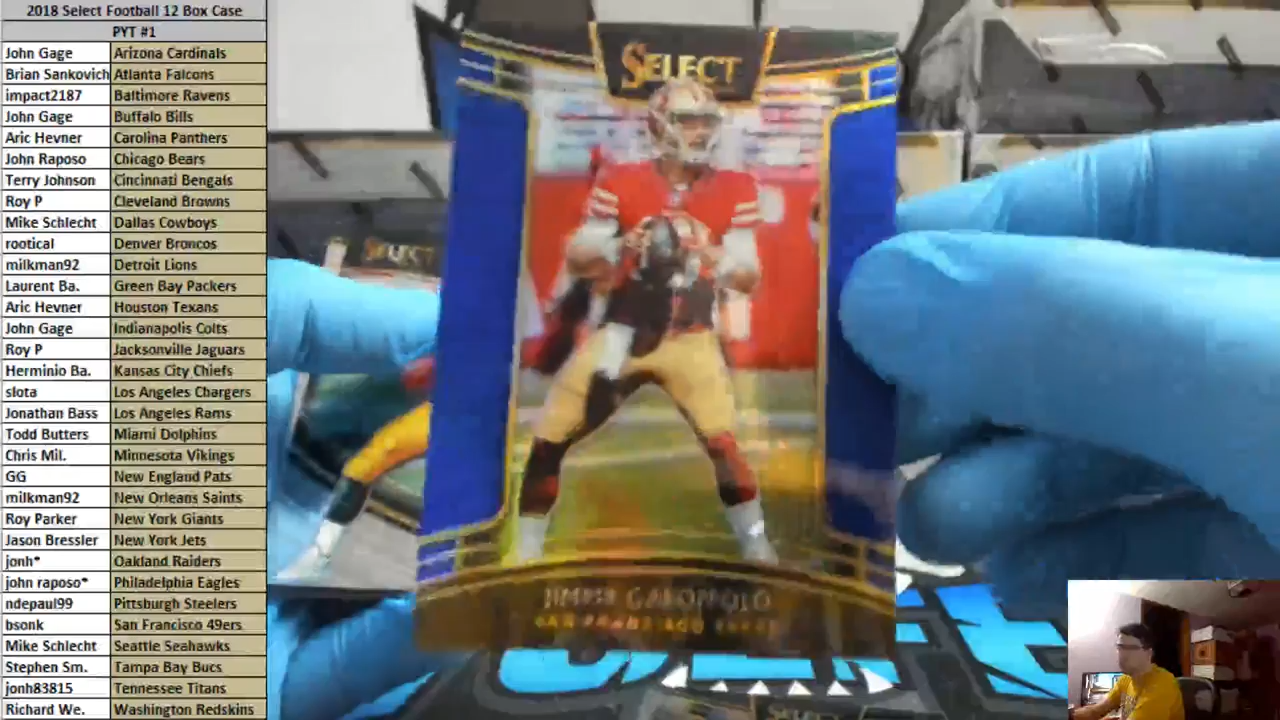 2018 Select Football 12 Box Case
PYT #1
John Gage Arizona Cardinals
Brian Sankovich Atlanta Falcons
impact2187 Baltimore Ravens
John Gage Buffalo Bills
Aric Hevner Carolina Panthers
John Raposo Chicago Bears
Terry Johnson Cincinnati Bengals
Roy P Cleveland Browns
Mike Schlecht Dallas Cowboys
rootical Denver Broncos
milkman92 Detroit Lions
Laurent Ba. Green Bay Packers
Aric Hevner Houston Texans
John Gage Indianapolis Colts
Roy P Jacksonville Jaguars
Herminio Ba. Kansas City Chiefs
slota Los Angeles Chargers
Jonathan Bass Los Angeles Rams
Todd Butters Miami Dolphins
Chris Mil. Minnesota Vikings
GG New England Pats
milkman92 New Orleans Saints
Roy Parker New York Giants
Jason Bressler New York Jets
jonh* Oakland Raiders
john raposo* Philadelphia Eagles
ndepaul99 Pittsburgh Steelers
bsonk San Francisco 49ers
Mike Schlecht Seattle Seahawks
Stephen Sm. Tampa Bay Bucs
jonh83815 Tennessee Titans
Richard We. Washington Redskins
SELECT
JIMMY GAROPPOLO
SAN FRANCISCO 49ERS
SELECT
SELECT